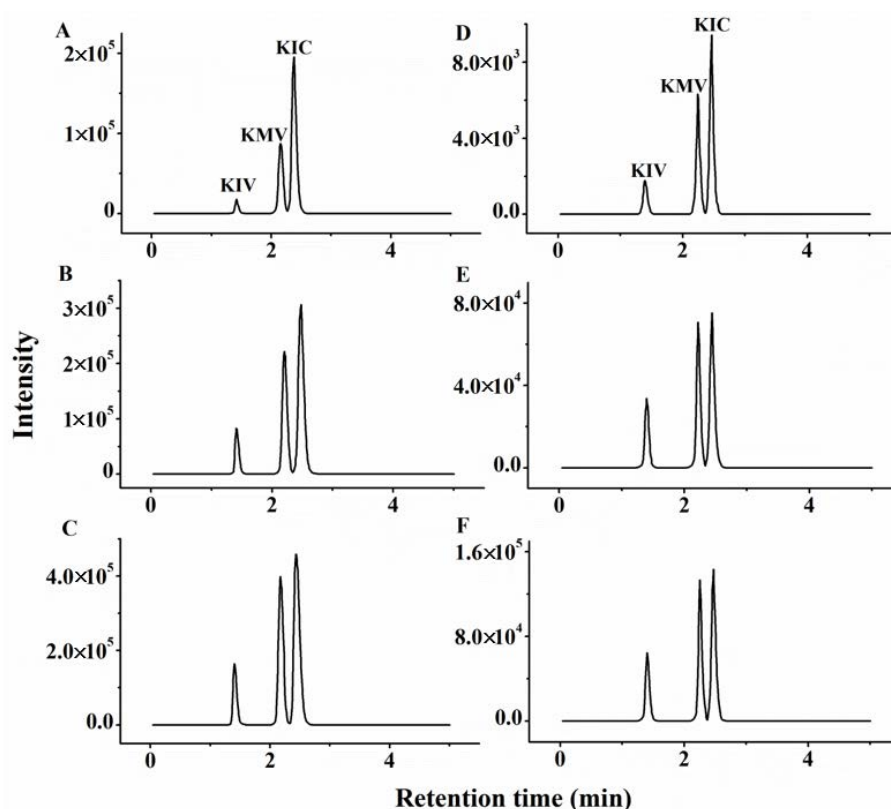 A
2×10⁵
1×10⁵
0
KIV
KMV
KIC
0
2
4
D
8.0×10³
4.0×10³
0.0
KIV
KMV
KIC
0
2
4
B
3×10⁵
2×10⁵
1×10⁵
0
0
2
4
E
8.0×10⁴
4.0×10⁴
0.0
0
2
4
C
4.0×10⁵
2.0×10⁵
0.0
0
2
4
F
1.6×10⁵
8.0×10⁴
0.0
0
2
4
Intensity
Retention time (min)